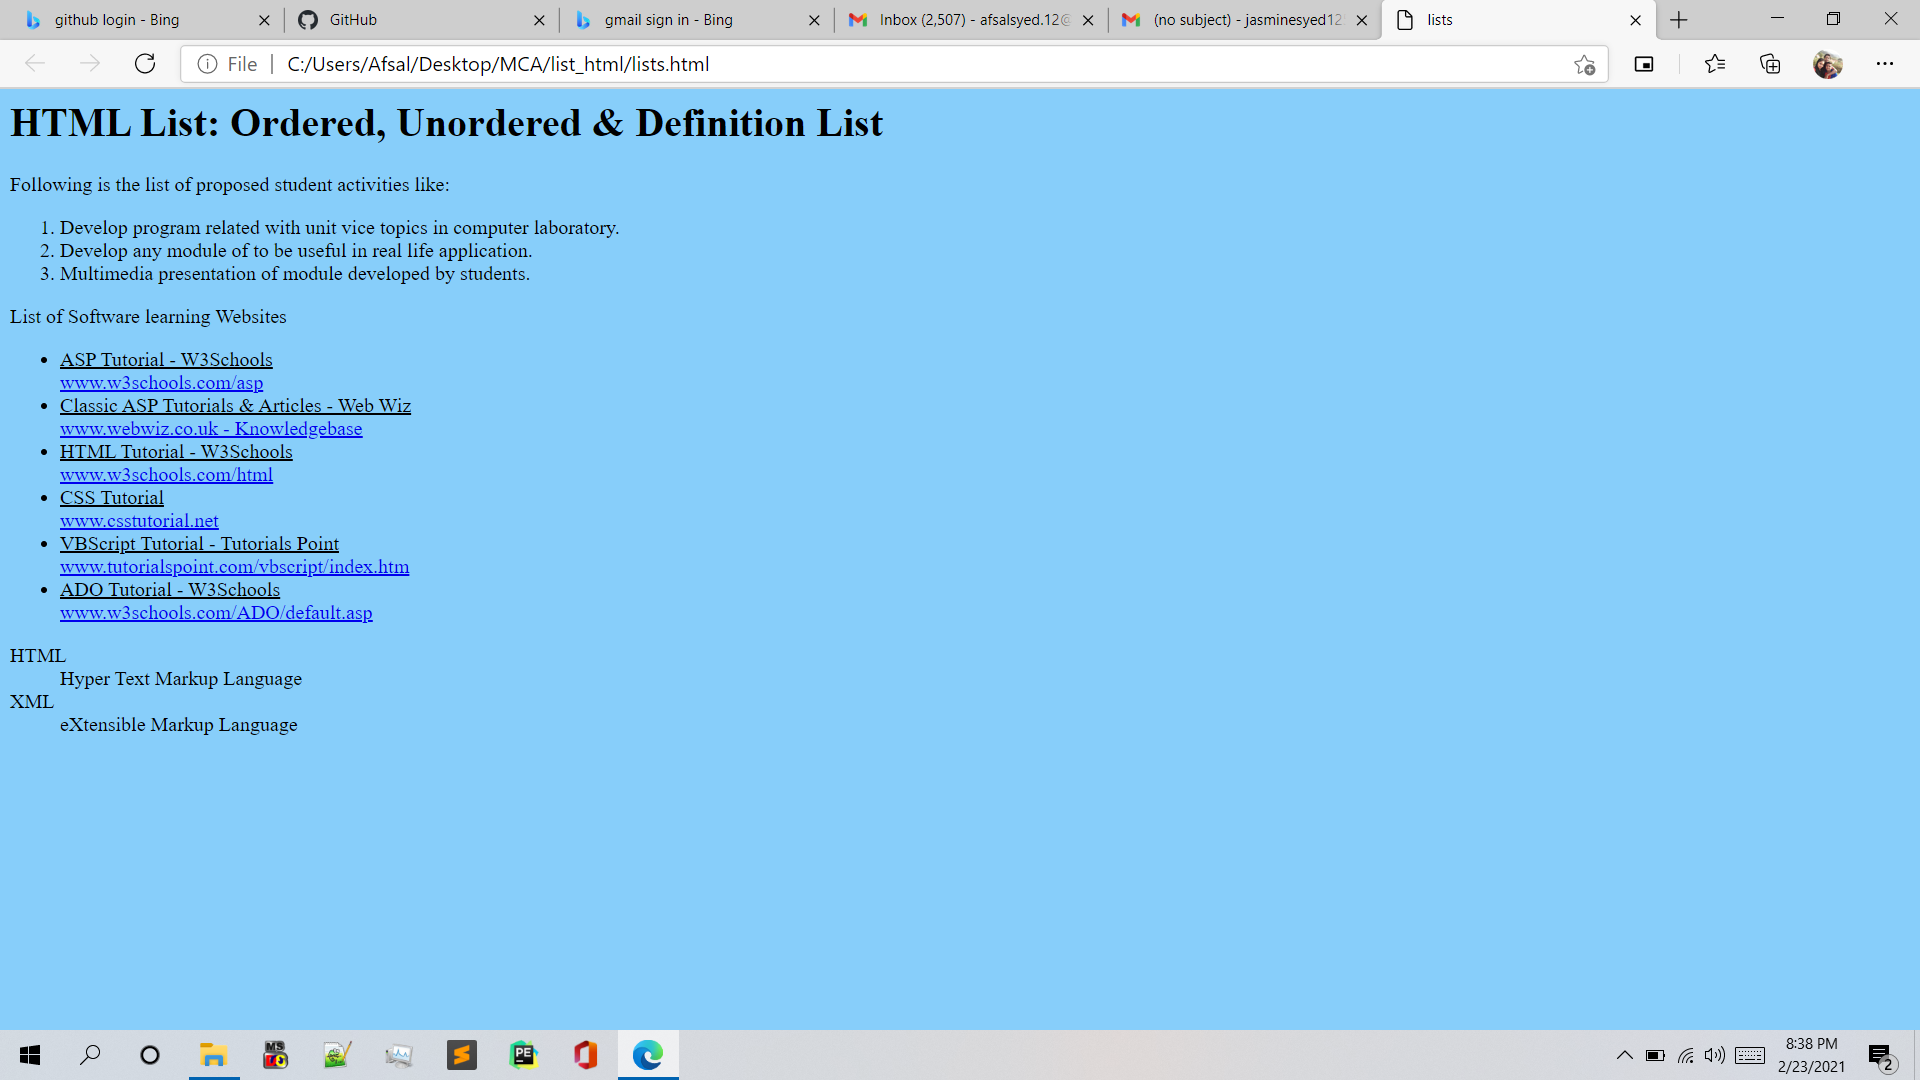 github login - Bing
GitHub
gmail sign in - Bing
Inbox (2,507) - afsalsyed.12@
(no subject) - jasminesyed12
lists
File
C:/Users/Afsal/Desktop/MCA/list_html/lists.html
HTML List: Ordered, Unordered & Definition List
Following is the list of proposed student activities like:
1. Develop program related with unit vice topics in computer laboratory.
2. Develop any module of to be useful in real life application.
3. Multimedia presentation of module developed by students.
List of Software learning Websites
• ASP Tutorial - W3Schools
www.w3schools.com/asp
• Classic ASP Tutorials & Articles - Web Wiz
www.webwiz.co.uk - Knowledgebase
• HTML Tutorial - W3Schools
www.w3schools.com/html
• CSS Tutorial
www.csstutorial.net
• VBScript Tutorial - Tutorials Point
www.tutorialspoint.com/vbscript/index.htm
• ADO Tutorial - W3Schools
www.w3schools.com/ADO/default.asp
HTML
Hyper Text Markup Language
XML
eXtensible Markup Language
MS
PE
8:38 PM
2/23/2021
2